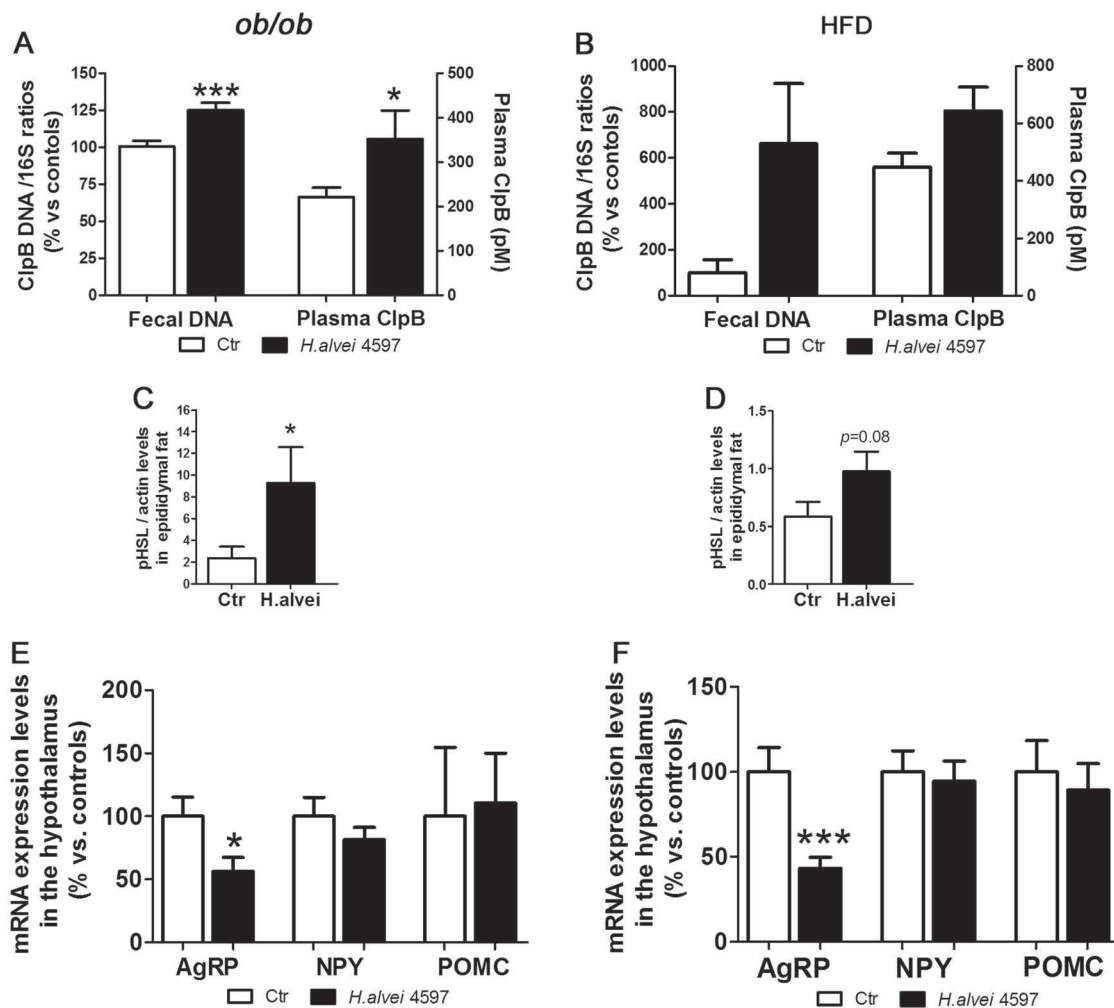 ob/ob
HFD
A
ClpB DNA /16S ratios
(% vs contols)
150
125
100
75
50
25
0
***
*
500
400
300
200
100
0
Plasma ClpB
(pM)
Fecal DNA
Plasma ClpB
Ctr
H.alvei 4597
B
ClpB DNA /16S ratios
(% vs contols)
1000
800
600
400
200
0
800
600
400
200
0
Plasma ClpB
(pM)
Fecal DNA
Plasma ClpB
Ctr
H.alvei 4597
C
pHSL / actin levels
in epididymal fat
16
14
12
10
8
6
4
2
0
*
Ctr
H.alvei
D
pHSL / actin levels
in epididymal fat
1.5
1.0
0.5
0.0
p=0.08
Ctr
H.alvei
E
mRNA expression levels
in the hypothalamus
(% vs. controls)
200
150
100
50
0
*
AgRP
NPY
POMC
Ctr
H.alvei 4597
F
mRNA expression levels
in the hypothalamus
(% vs. controls)
150
100
50
0
***
AgRP
NPY
POMC
Ctr
H.alvei 4597